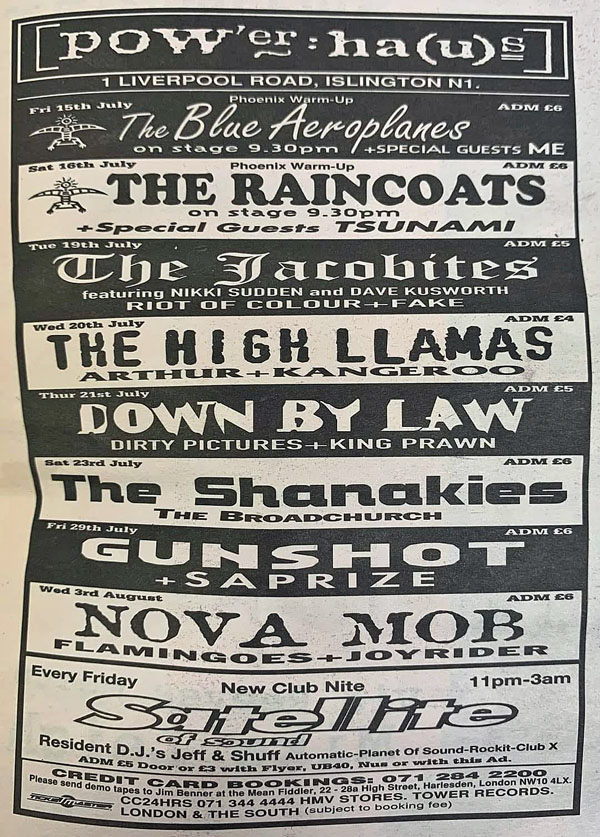 [pow'er:ha(u)s]
1 LIVERPOOL ROAD, ISLINGTON N1.
Fri 15th July Phoenix Warm-Up ADM £6
The Blue Aeroplanes
on stage 9.30pm +SPECIAL GUESTS ME
Sat 16th July Phoenix Warm-Up ADM £6
THE RAINCOATS
on stage 9.30pm
+Special Guests TSUNAMI
Tue 19th July ADM £5
The Jacobites
featuring NIKKI SUDDEN and DAVE KUSWORTH
RIOT OF COLOUR+FAKE
Wed 20th July ADM £4
THE HIGH LLAMAS
ARTHUR+KANGEROO
Thur 21st July ADM £5
DOWN BY LAW
DIRTY PICTURES+KING PRAWN
Sat 23rd July ADM £6
The Shanakies
THE BROADCHURCH
Fri 29th July ADM £6
GUNSHOT
+SAPRIZE
Wed 3rd August ADM £6
NOVA MOB
FLAMINGOES+JOYRIDER
Every Friday New Club Nite 11pm-3am
Satellite
of Sound
Resident D.J.'s Jeff & Shuff Automatic-Planet Of Sound-Rockit-Club X
ADM £5 Door or £3 with Flyer, UB40, Nus or with this Ad.
CREDIT CARD BOOKINGS: 071 284 2200
Please send demo tapes to Jim Benner at the Mean Fiddler, 22 - 28a High Street, Harlesden, London NW10 4LX.
TICKETMASTER CC24HRS 071 344 4444 HMV STORES. TOWER RECORDS.
LONDON & THE SOUTH (subject to booking fee)